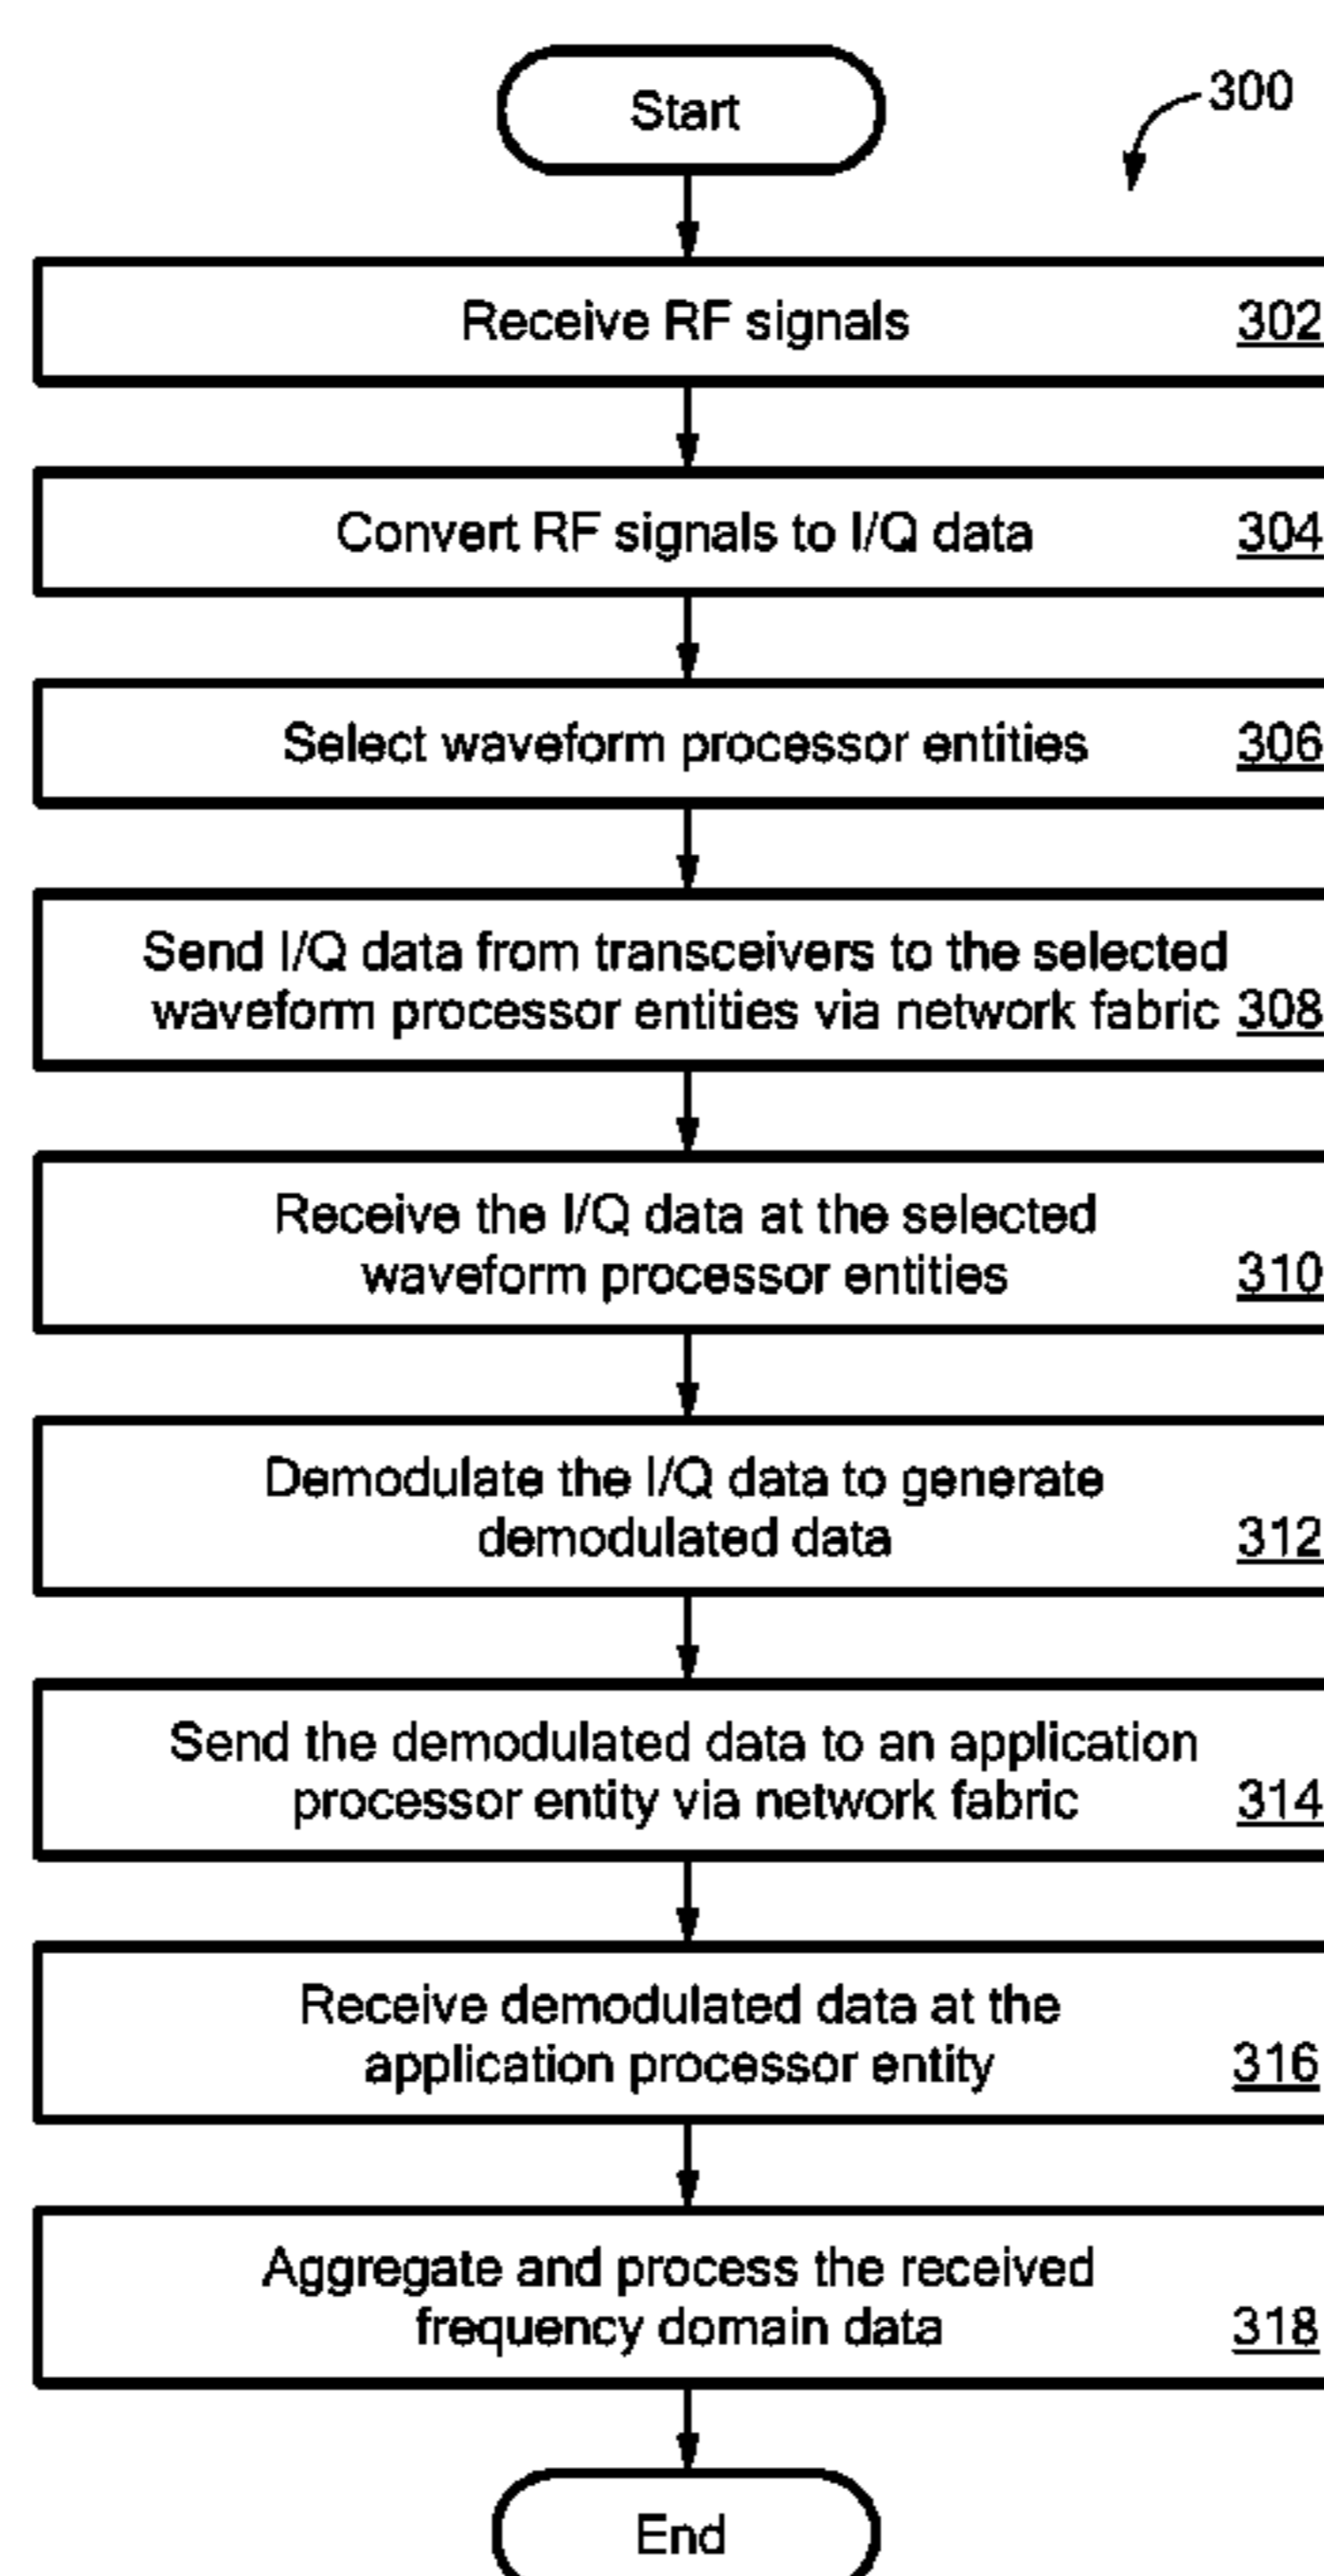 Start
300
Receive RF signals 302
Convert RF signals to I/Q data 304
Select waveform processor entities 306
Send I/Q data from transceivers to the selected
waveform processor entities via network fabric 308
Receive the I/Q data at the selected
waveform processor entities 310
Demodulate the I/Q data to generate
demodulated data 312
Send the demodulated data to an application
processor entity via network fabric 314
Receive demodulated data at the
application processor entity 316
Aggregate and process the received
frequency domain data 318
End